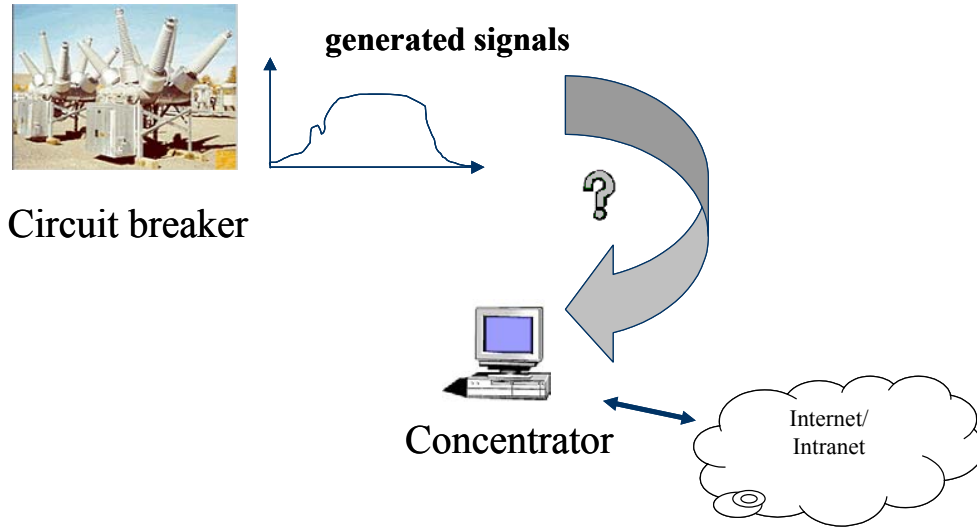 generated signals
Circuit breaker
?
Concentrator
Internet/
Intranet